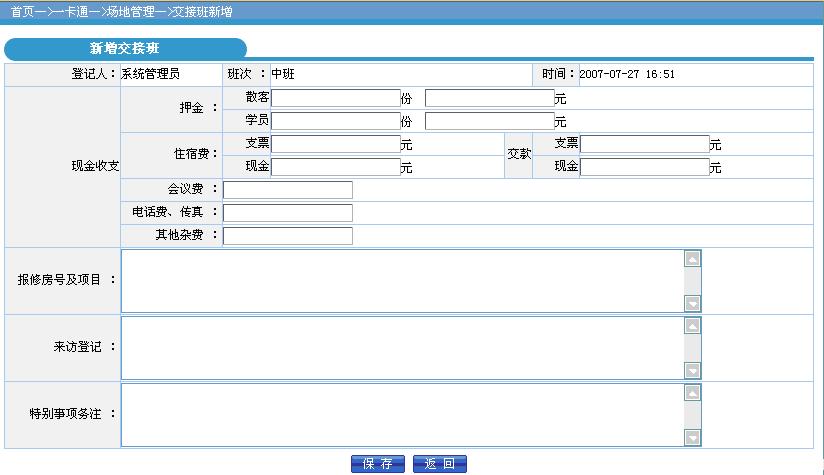 首页—>一卡通—>场地管理—>交接班新增
新增交接班
登记人：系统管理员 班次 ：中班 时间：2007-07-27 16:51
现金收支
押金 ：
散客 份 元
学员 份 元
住宿费：
支票 元
现金 元
交款
支票 元
现金 元
会议费 ：
电话费、传真 ：
其他杂费 ：
报修房号及项目 ：
来访登记 ：
特别事项备注 ：
保 存 返 回